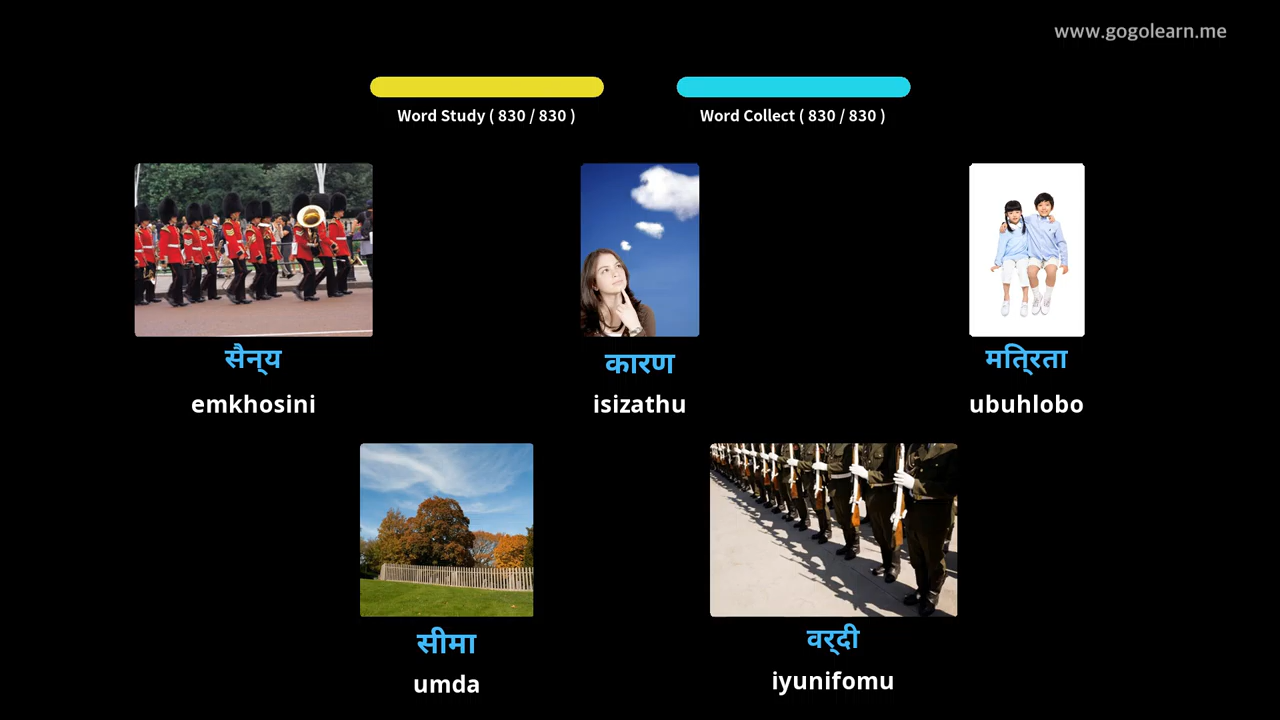 www.gogolearn.me
Word Study ( 830 / 830 )
Word Collect ( 830 / 830 )
सैन्‌य
emkhosini
कारण
isizathu
मति्‌रता
ubuhlobo
सीमा
umda
वर्‌दी
iyunifomu